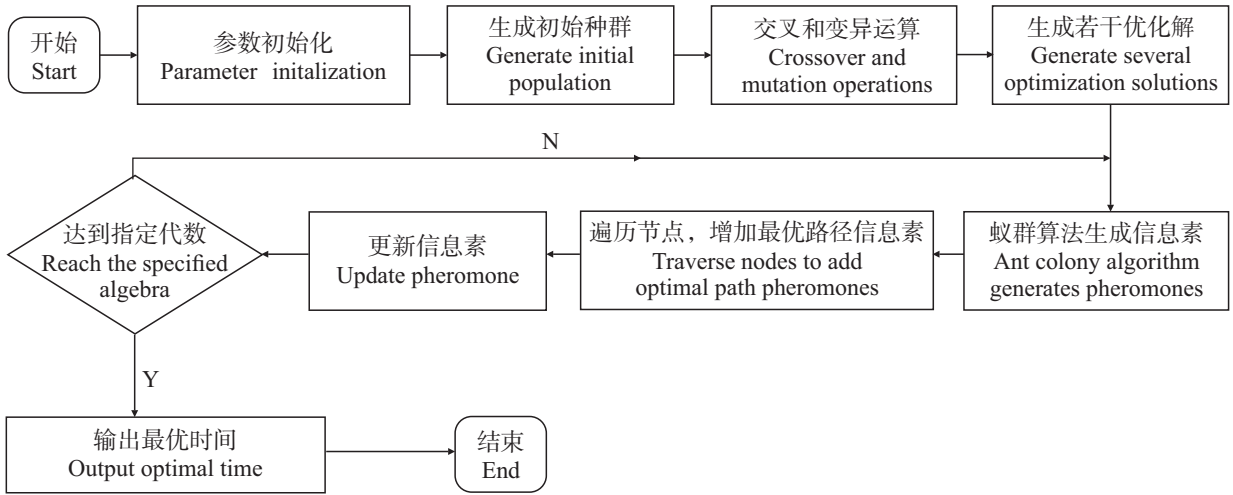 开始
Start
参数初始化
Parameter initalization
生成初始种群
Generate initial
population
交叉和变异运算
Crossover and
mutation operations
生成若干优化解
Generate several
optimization solutions
N
达到指定代数
Reach the specified
algebra
更新信息素
Update pheromone
遍历节点，增加最优路径信息素
Traverse nodes to add
optimal path pheromones
蚁群算法生成信息素
Ant colony algorithm
generates pheromones
Y
输出最优时间
Output optimal time
结束
End